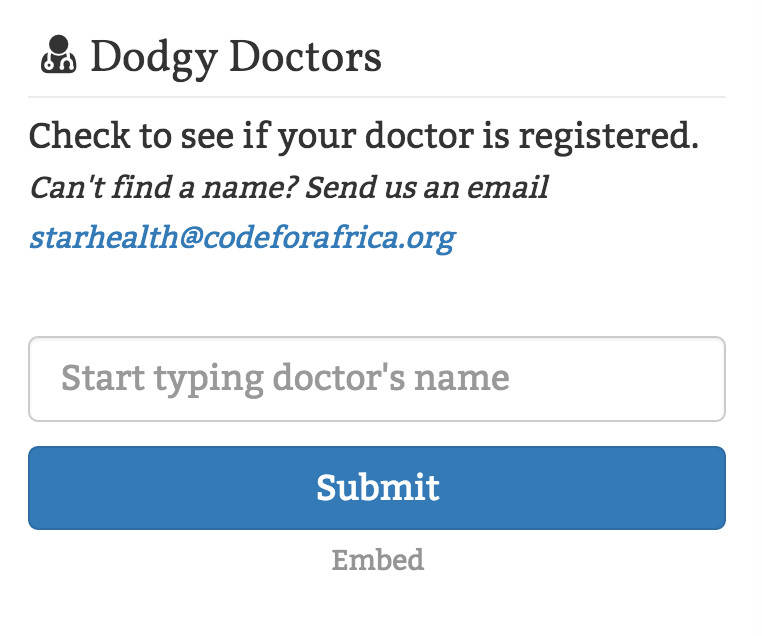 Dodgy Doctors
Check to see if your doctor is registered.
Can't find a name? Send us an email
starhealth@codeforafrica.org
Start typing doctor's name
Submit
Embed